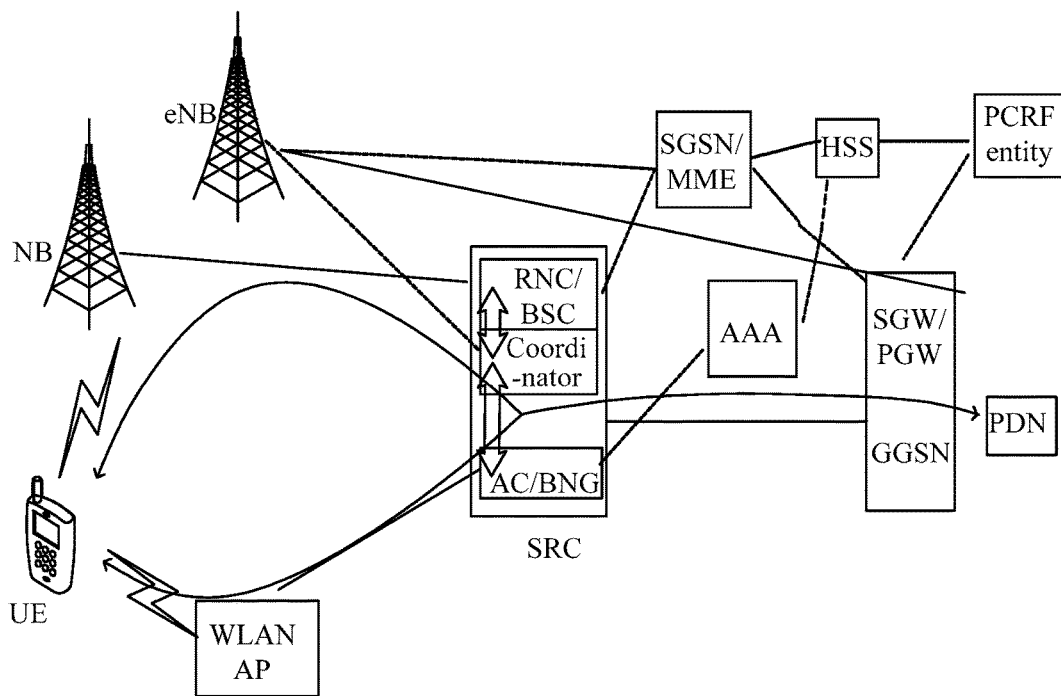 eNB
NB
UE
WLAN
AP
RNC/
BSC
Coordi
-nator
AC/BNG
SRC
SGSN/
MME
HSS
PCRF
entity
AAA
SGW/
PGW
GGSN
PDN